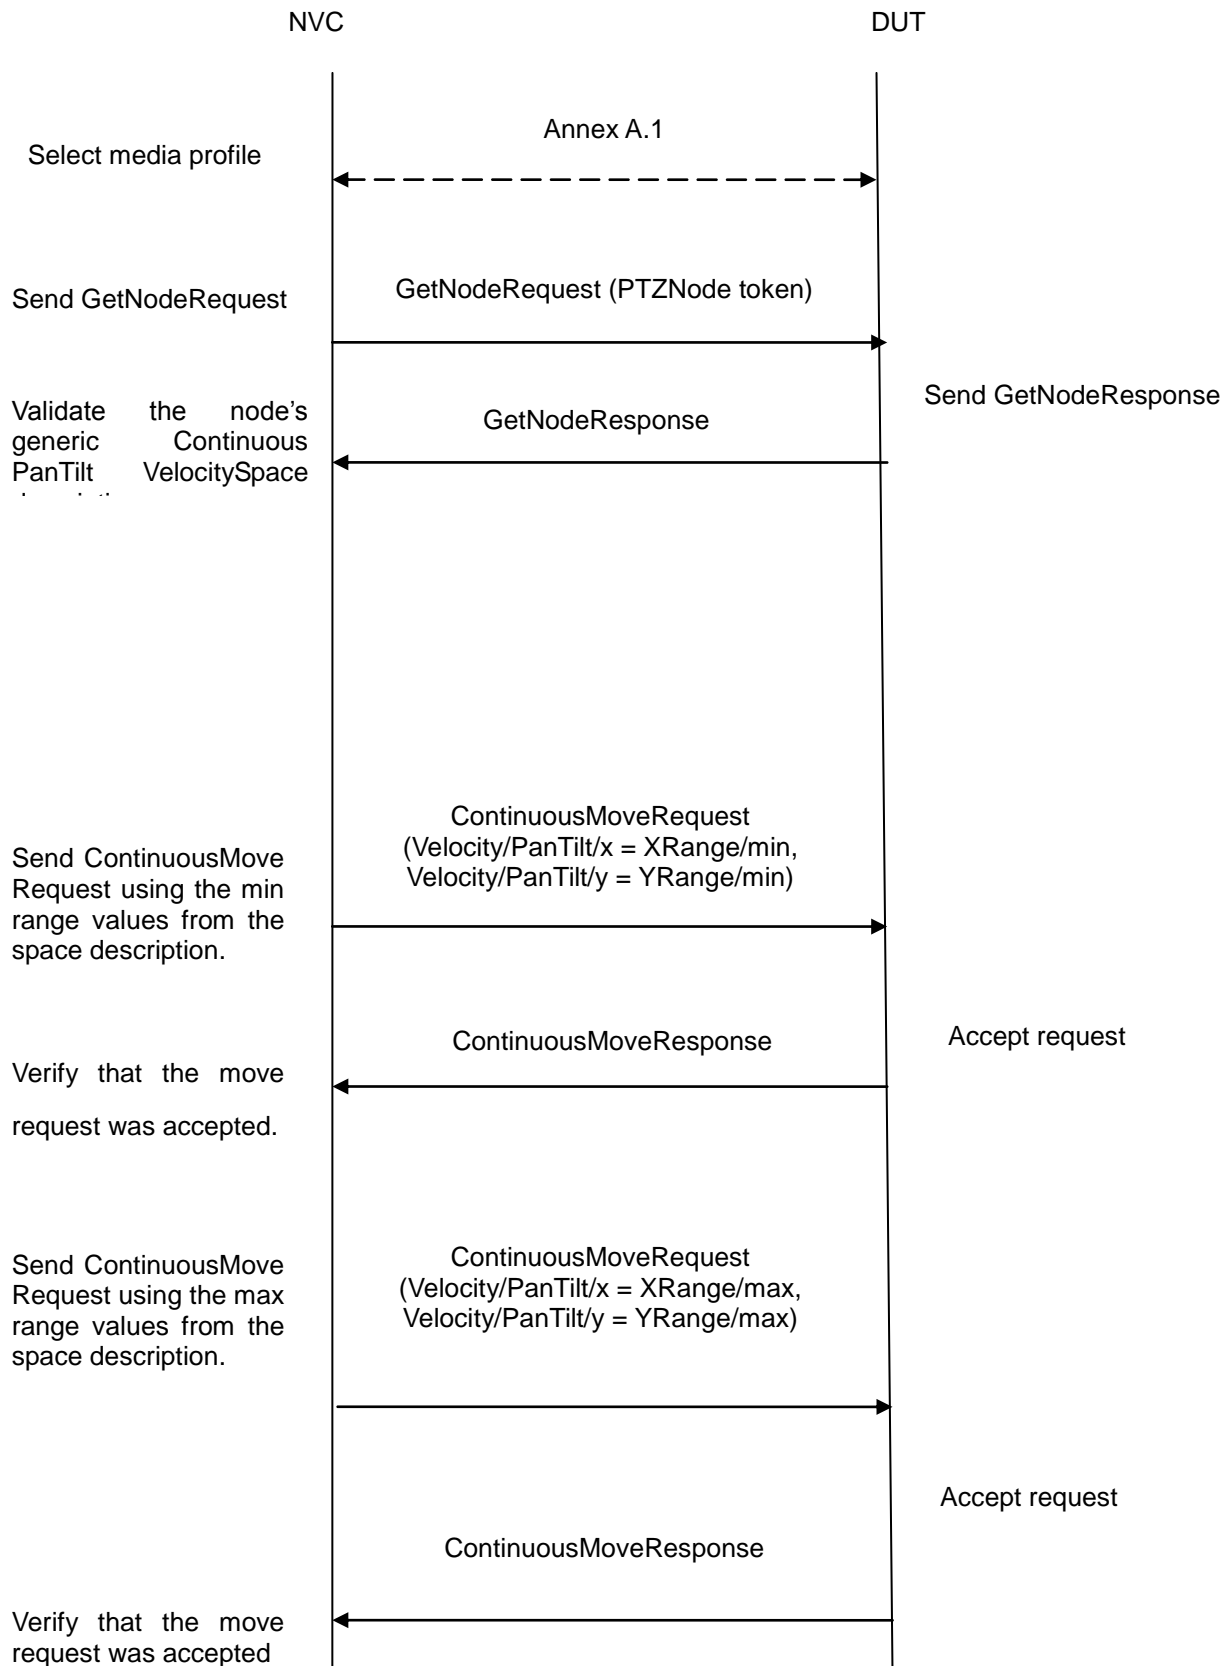 NVC
DUT
Annex A.1
Select media profile
GetNodeRequest (PTZNode token)
Send GetNodeRequest
Send GetNodeResponse
Validate the node's
generic Continuous
PanTilt VelocitySpace
GetNodeResponse
ContinuousMoveRequest
(Velocity/PanTilt/x = XRange/min,
Velocity/PanTilt/y = YRange/min)
Send ContinuousMove
Request using the min
range values from the
space description.
ContinuousMoveResponse
Accept request
Verify that the move
request was accepted.
ContinuousMoveRequest
(Velocity/PanTilt/x = XRange/max,
Velocity/PanTilt/y = YRange/max)
Send ContinuousMove
Request using the max
range values from the
space description.
Accept request
ContinuousMoveResponse
Verify that the move
request was accepted